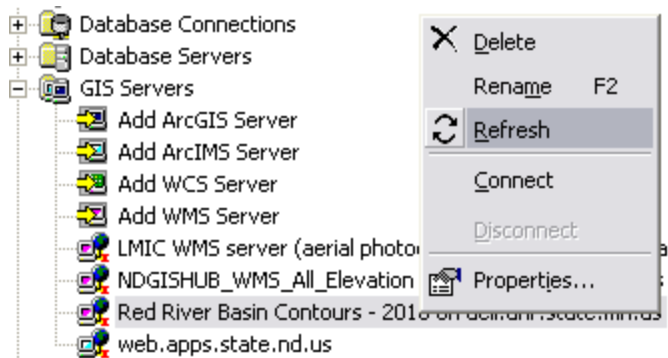 Database Connections
Database Servers
GIS Servers
Add ArcGIS Server
Add ArcIMS Server
Add WCS Server
Add WMS Server
LMIC WMS server (aerial photo
NDGISHUB_WMS_All_Elevation
Red River Basin Contours - 2010 on
web.apps.state.nd.us
Delete
Rename F2
Refresh
Connect
Disconnect
Properties...